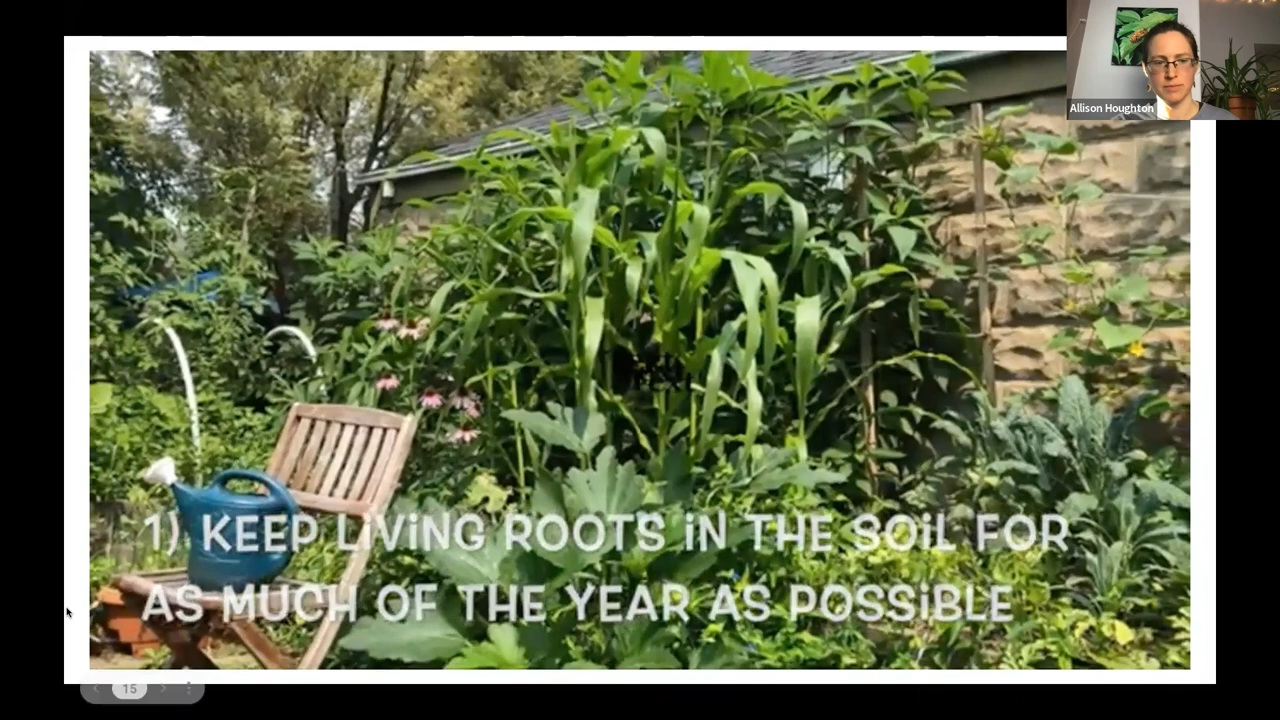 Allison Houghton
1) KEEP LiViNG ROOTS iN THE SOiL FOR
AS MUCH OF THE YEAR AS POSSiBLE
15